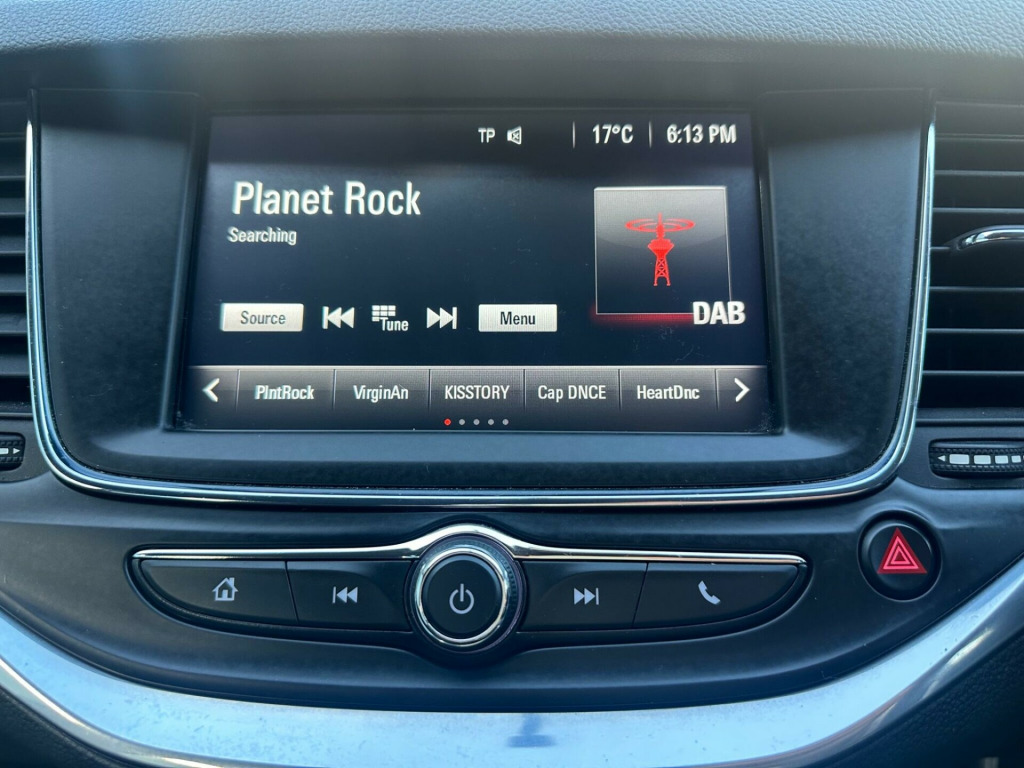 TP 17°C 6:13 PM
Planet Rock
Searching
Source Tune Menu
DAB
PlntRock VirginAn KISSTORY Cap DNCE HeartDnc